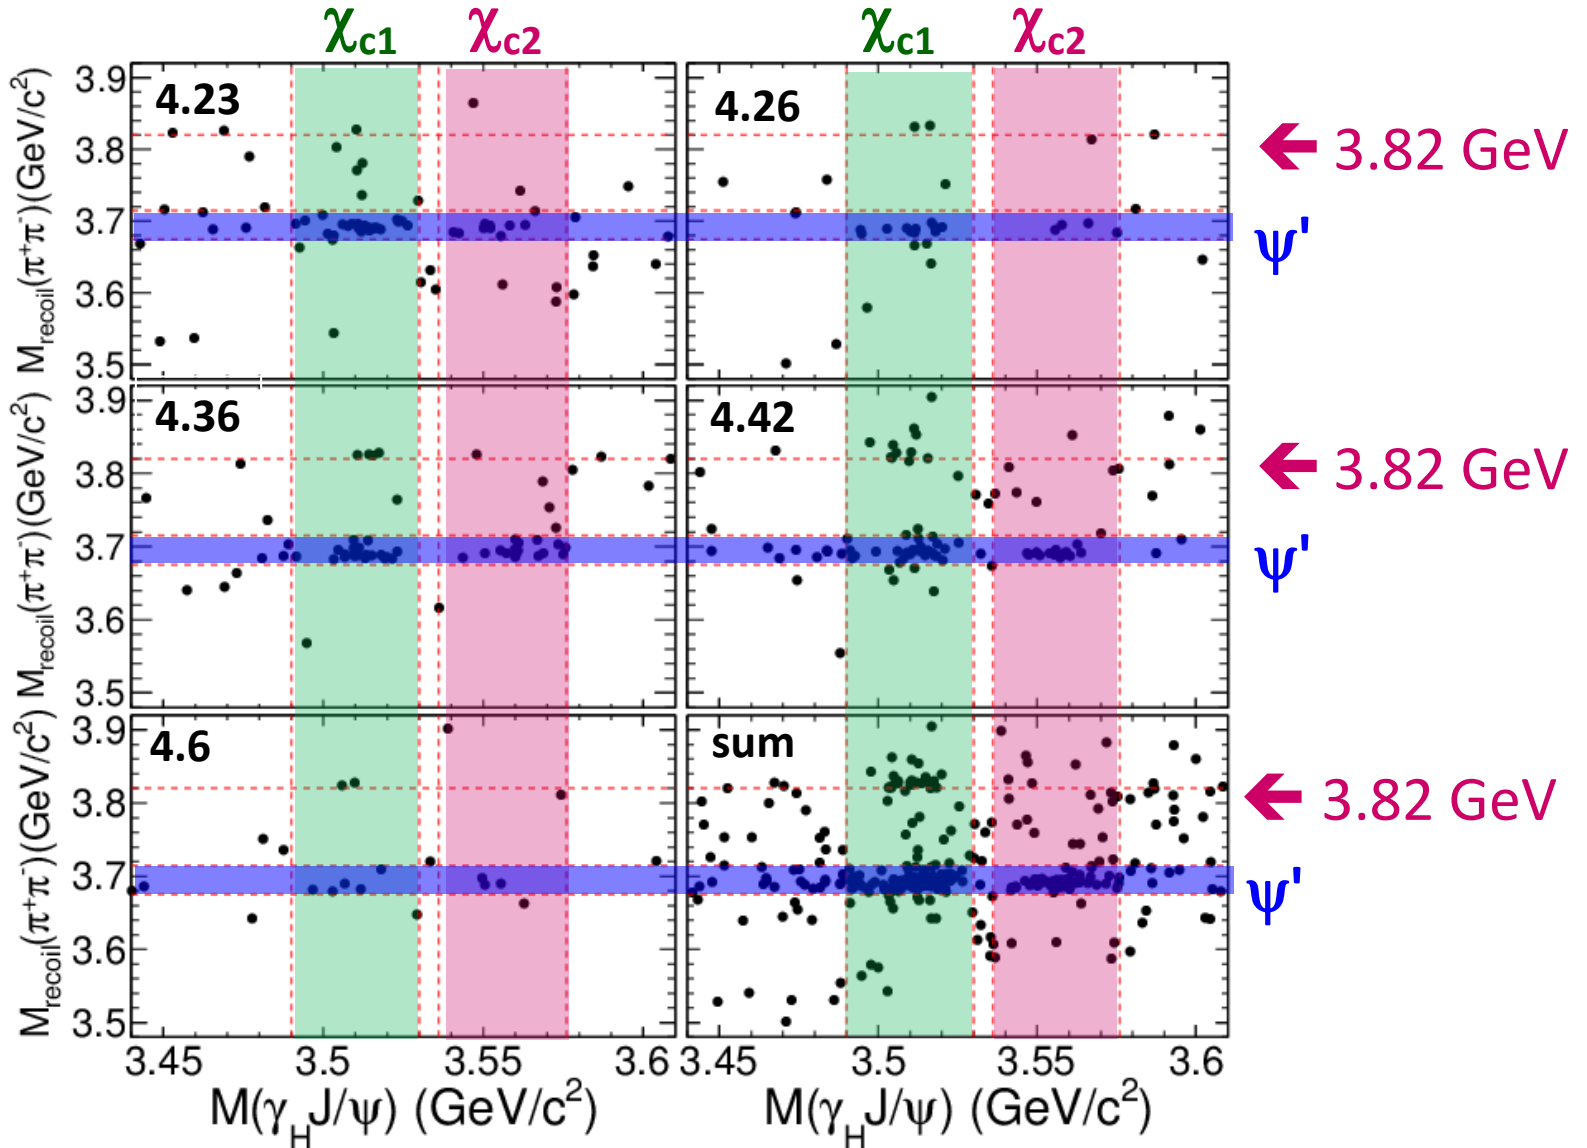 χc1 χc2 χc1 χc2
3.9 4.23 4.26
3.8 ← 3.82 GeV
3.7 ψ'
3.6
3.5
Mrecoil(π+π-)(GeV/c2)
3.9 4.36 4.42
3.8 ← 3.82 GeV
3.7 ψ'
3.6
3.5
Mrecoil(π+π-)(GeV/c2)
3.9 4.6 sum
3.8 ← 3.82 GeV
3.7 ψ'
3.6
3.5
Mrecoil(π+π-)(GeV/c2)
3.45 3.5 3.55 3.6 3.45 3.5 3.55 3.6
M(γHJ/ψ) (GeV/c2) M(γHJ/ψ) (GeV/c2)